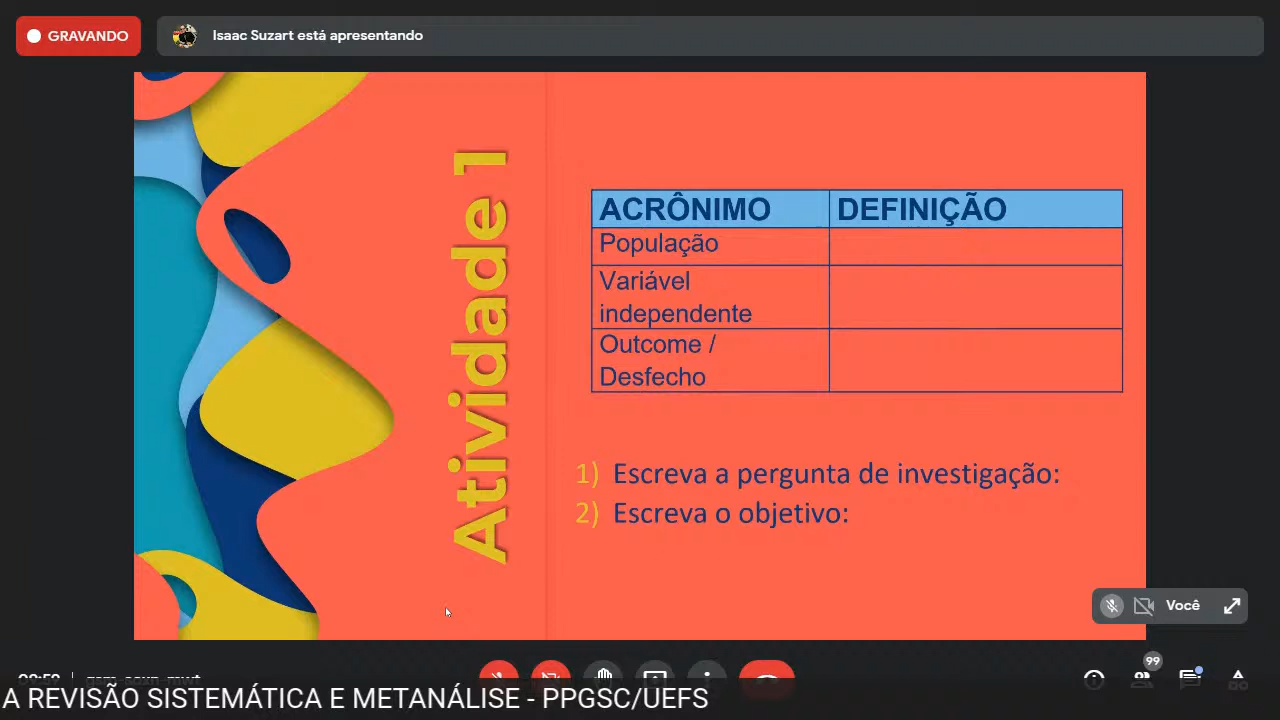 GRAVANDO
Isaac Suzart está apresentando
Atividade 1
ACRÔNIMO DEFINIÇÃO
População
Variável
independente
Outcome /
Desfecho
1) Escreva a pergunta de investigação:
2) Escreva o objetivo:
Você
99
A REVISÃO SISTEMÁTICA E METANÁLISE - PPGSC/UEFS